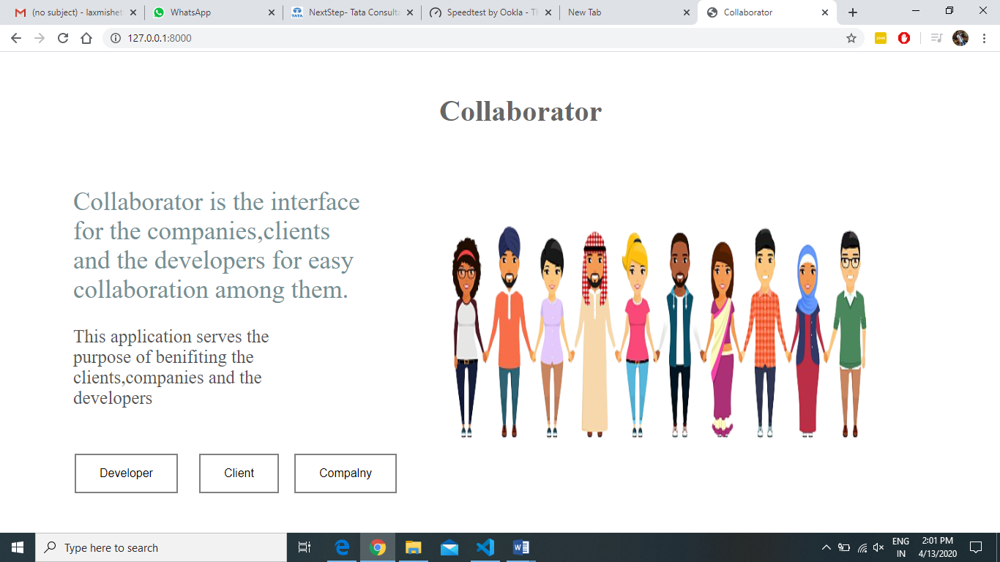 (no subject) - laxmishet
WhatsApp
NextStep- Tata Consulta
Speedtest by Ookla - Th
New Tab
Collaborator
127.0.0.1:8000
Collaborator
Collaborator is the interface
for the companies,clients
and the developers for easy
collaboration among them.
This application serves the
purpose of benifiting the
clients,companies and the
developers
Developer
Client
Compalny
Type here to search
ENG
IN
2:01 PM
4/13/2020